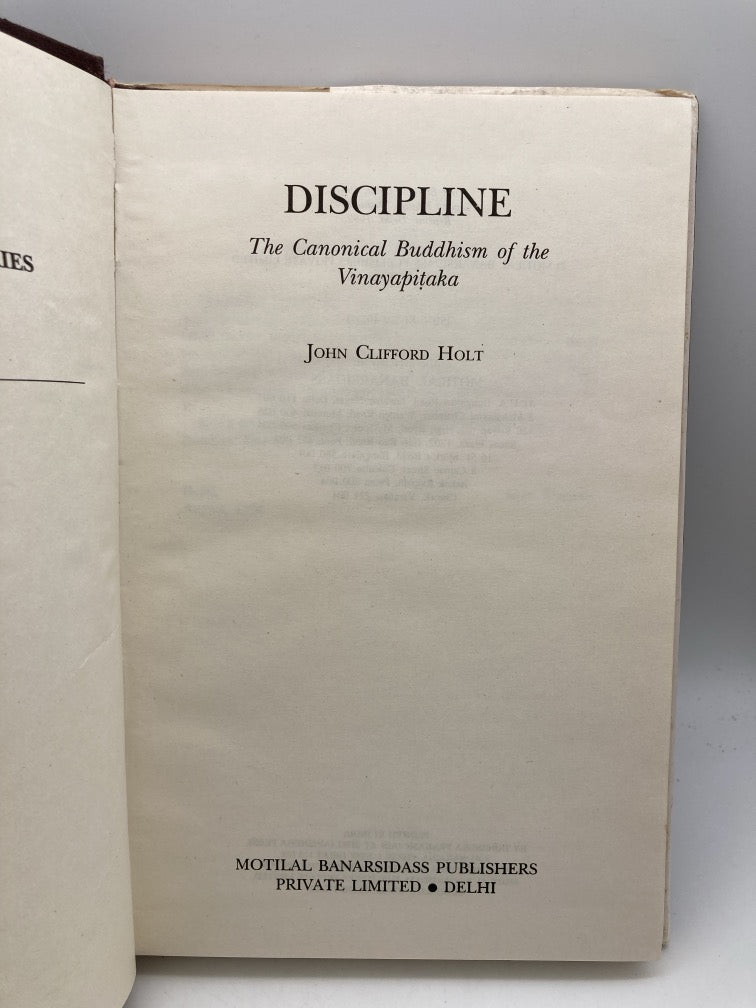 IES
DISCIPLINE
The Canonical Buddhism of the
Vinayapiṭaka
JOHN CLIFFORD HOLT
MOTILAL BANARSIDASS PUBLISHERS
PRIVATE LIMITED ● DELHI